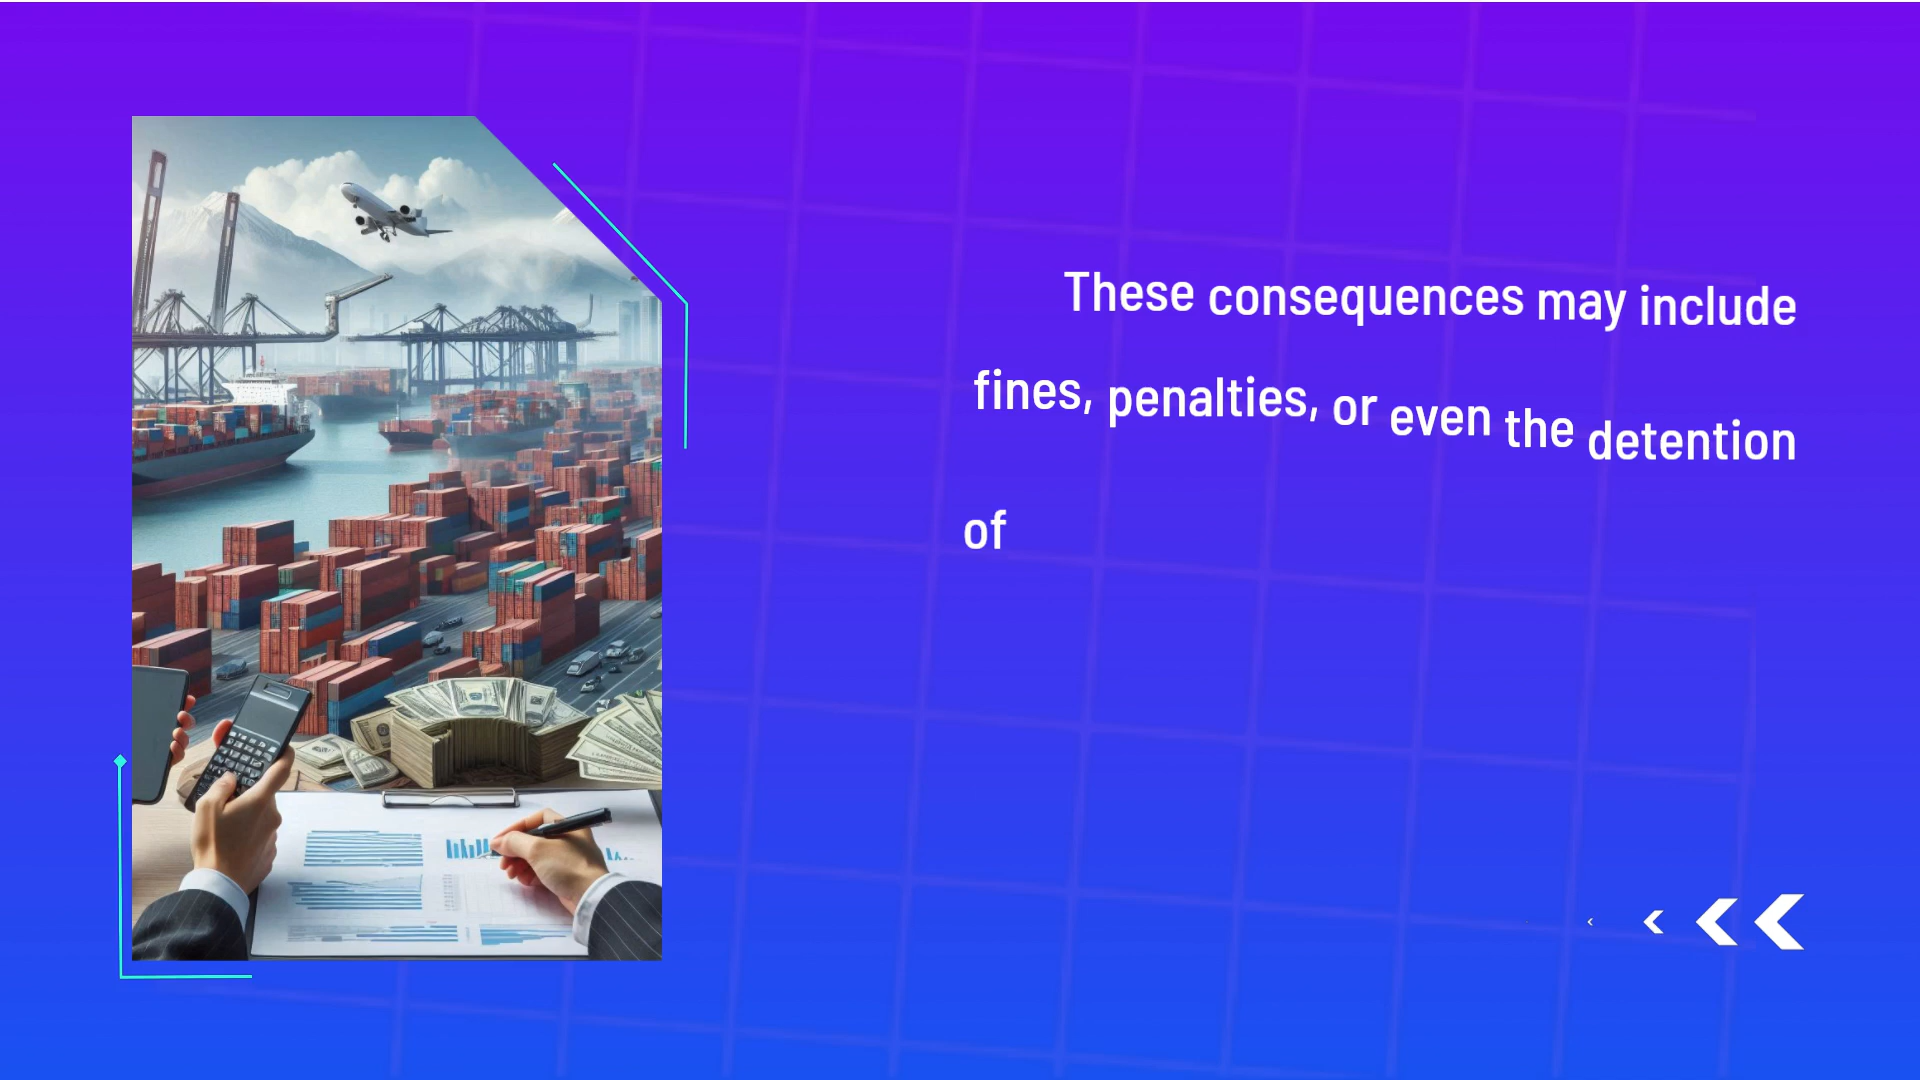 These consequences may include
fines, penalties, or even the detention
of